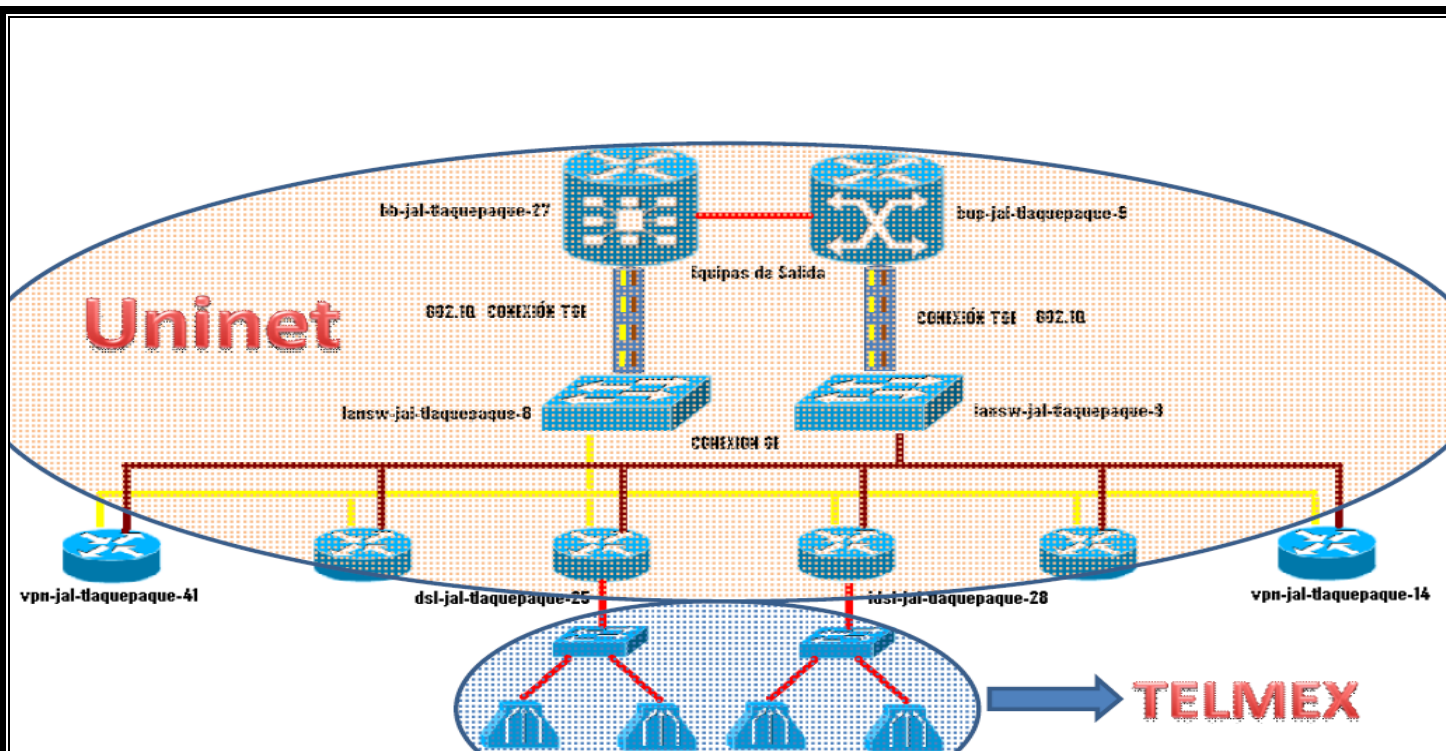 bb-jal-tlaquepaque-27
bup-jal-tlaquepaque-9
Equipos de Salida
Uninet
802.1Q CONEXIÓN TGE
CONEXIÓN TGE 802.1Q
lansw-jal-tlaquepaque-8
lansw-jal-tlaquepaque-3
CONEXION GE
vpn-jal-tlaquepaque-41
dsl-jal-tlaquepaque-25
idsl-jal-tlaquepaque-28
vpn-jal-tlaquepaque-14
TELMEX